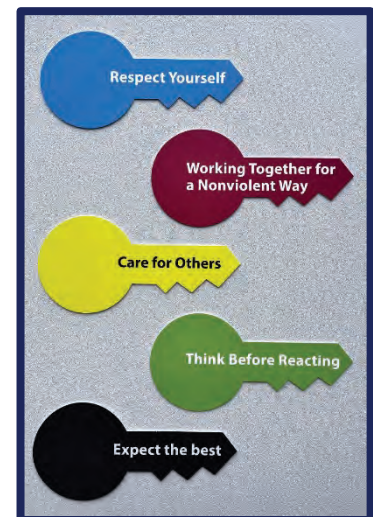 Respect Yourself
Working Together for
a Nonviolent Way
Care for Others
Think Before Reacting
Expect the best